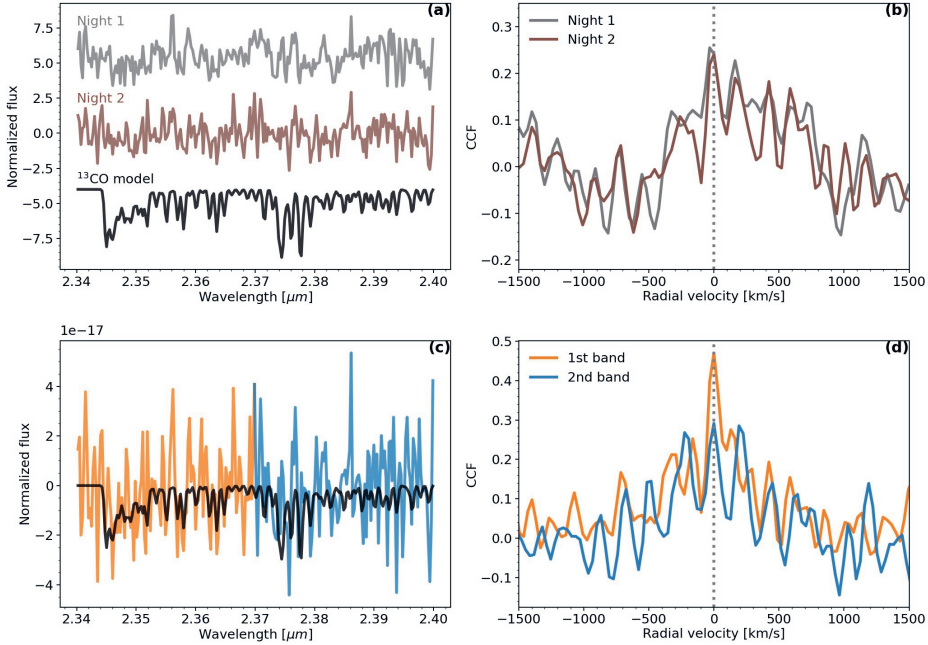 (a)
Night 1
Night 2
¹³CO model
7.5
5.0
2.5
0.0
−2.5
−5.0
−7.5
Normalized flux
2.34 2.35 2.36 2.37 2.38 2.39 2.40
Wavelength [μm]
(b)
Night 1
Night 2
0.3
0.2
0.1
0.0
−0.1
−0.2
CCF
−1500 −1000 −500 0 500 1000 1500
Radial velocity [km/s]
1e−17
(c)
4
2
0
−2
−4
Normalized flux
2.34 2.35 2.36 2.37 2.38 2.39 2.40
Wavelength [μm]
(d)
1st band
2nd band
0.5
0.4
0.3
0.2
0.1
0.0
−0.1
CCF
−1500 −1000 −500 0 500 1000 1500
Radial velocity [km/s]